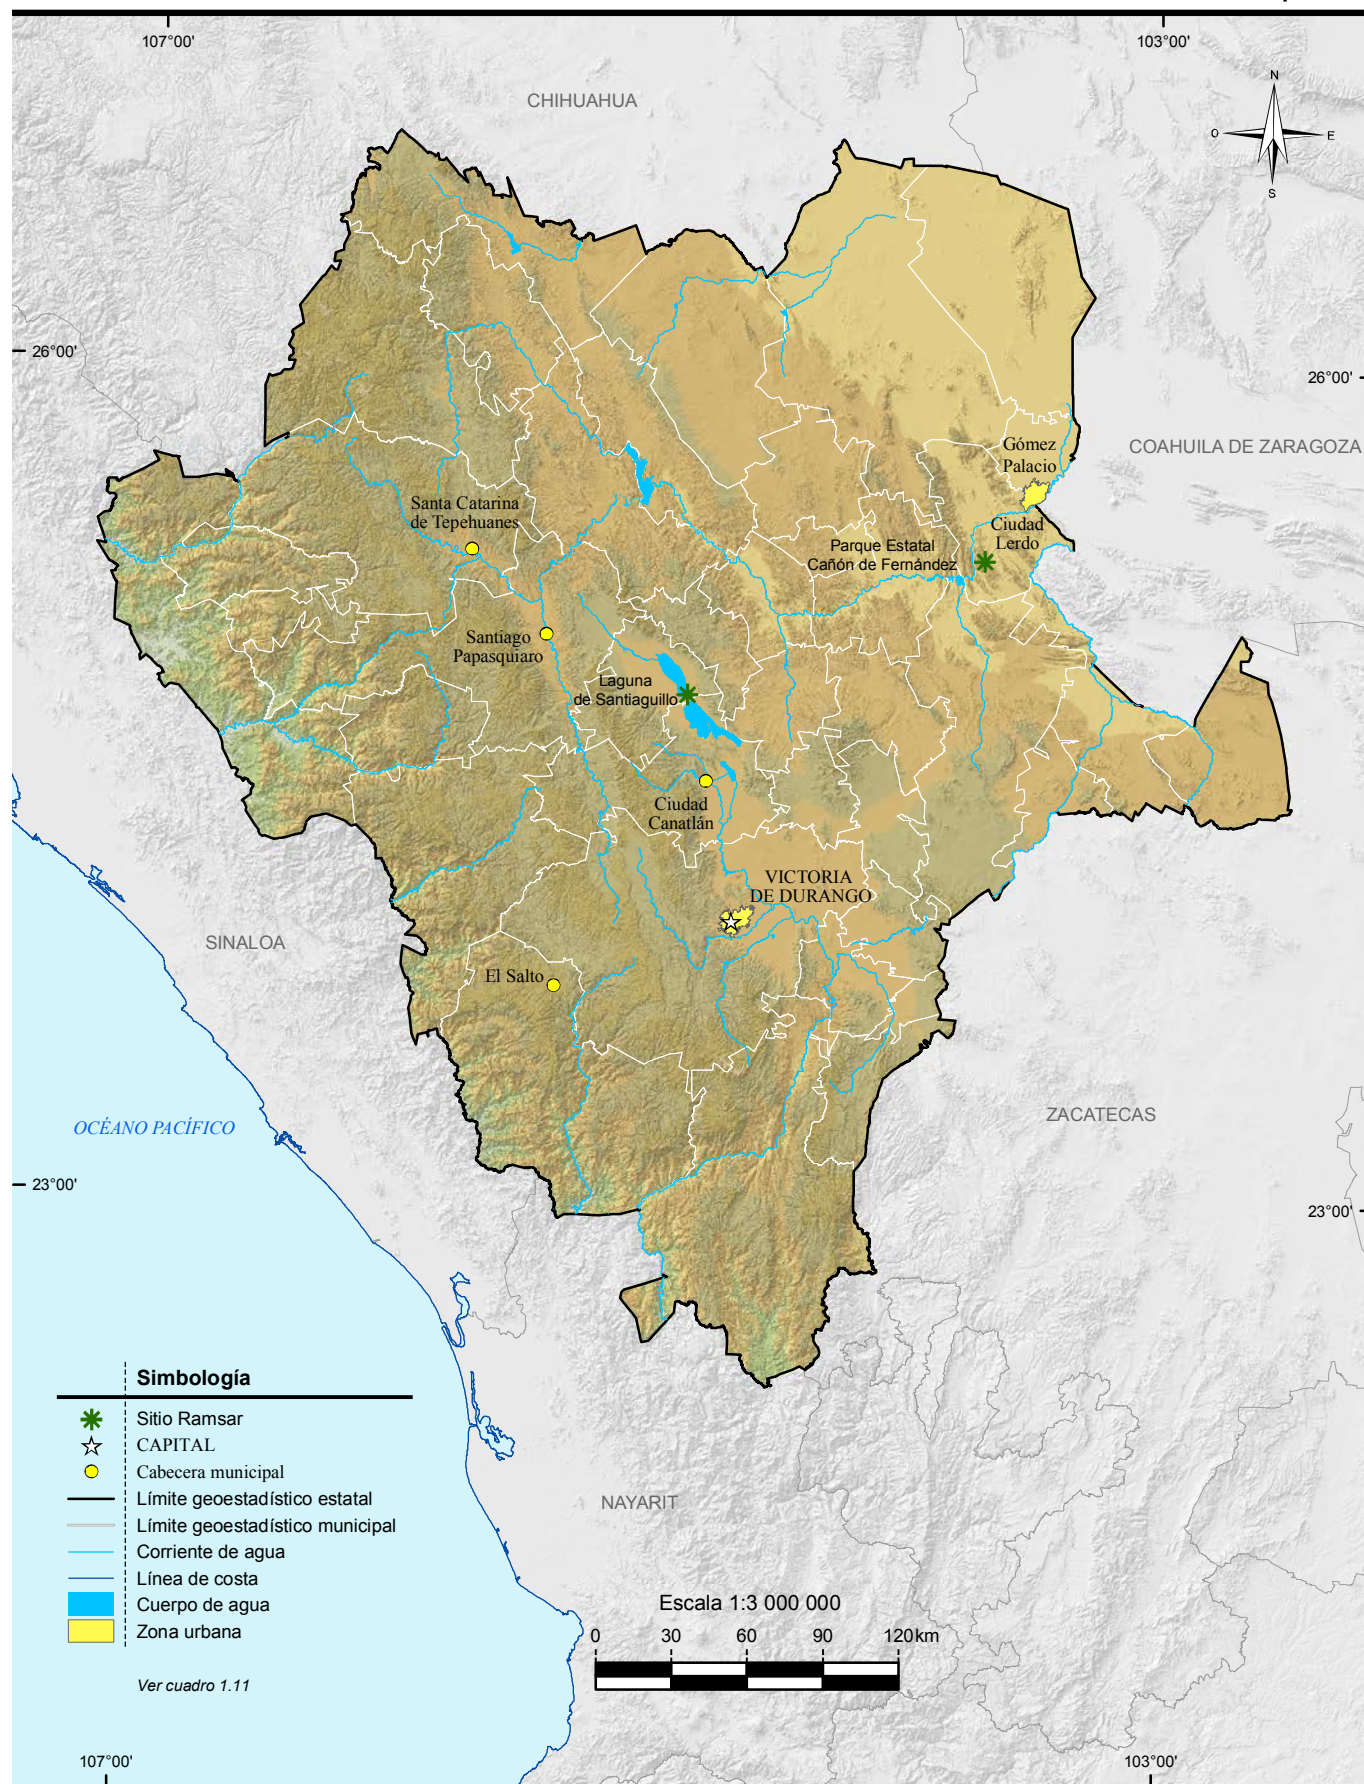 107°00'
103°00'
CHIHUAHUA
N
O
E
S
26°00'
26°00'
Gómez
Palacio
COAHUILA DE ZARAGOZA
Santa Catarina
de Tepehuanes
Ciudad
Lerdo
Parque Estatal
Cañón de Fernández
Santiago
Papasquiaro
Laguna
de Santiaguillo
Ciudad
Canatlán
VICTORIA
DE DURANGO
SINALOA
El Salto
OCÉANO PACÍFICO
ZACATECAS
23°00'
23°00'
Simbología
Sitio Ramsar
CAPITAL
Cabecera municipal
Límite geoestadístico estatal
Límite geoestadístico municipal
Corriente de agua
Línea de costa
Cuerpo de agua
Zona urbana
Ver cuadro 1.11
NAYARIT
Escala 1:3 000 000
0 30 60 90 120km
107°00'
103°00'